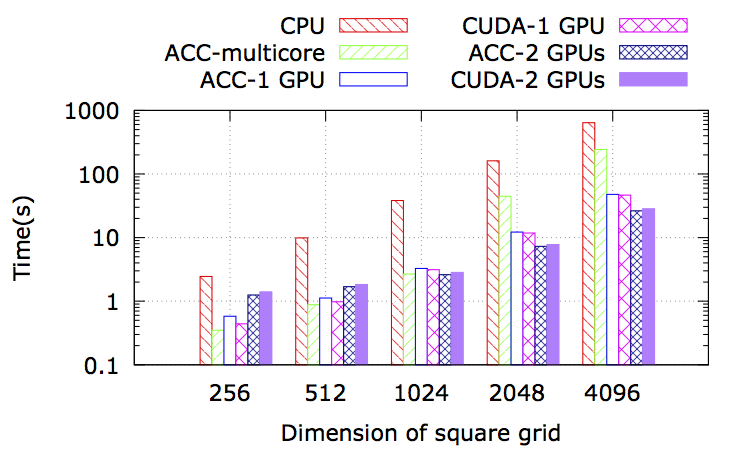 CPU
ACC-multicore
ACC-1 GPU
CUDA-1 GPU
ACC-2 GPUs
CUDA-2 GPUs
1000
100
10
1
0.1
Time(s)
256 512 1024 2048 4096
Dimension of square grid